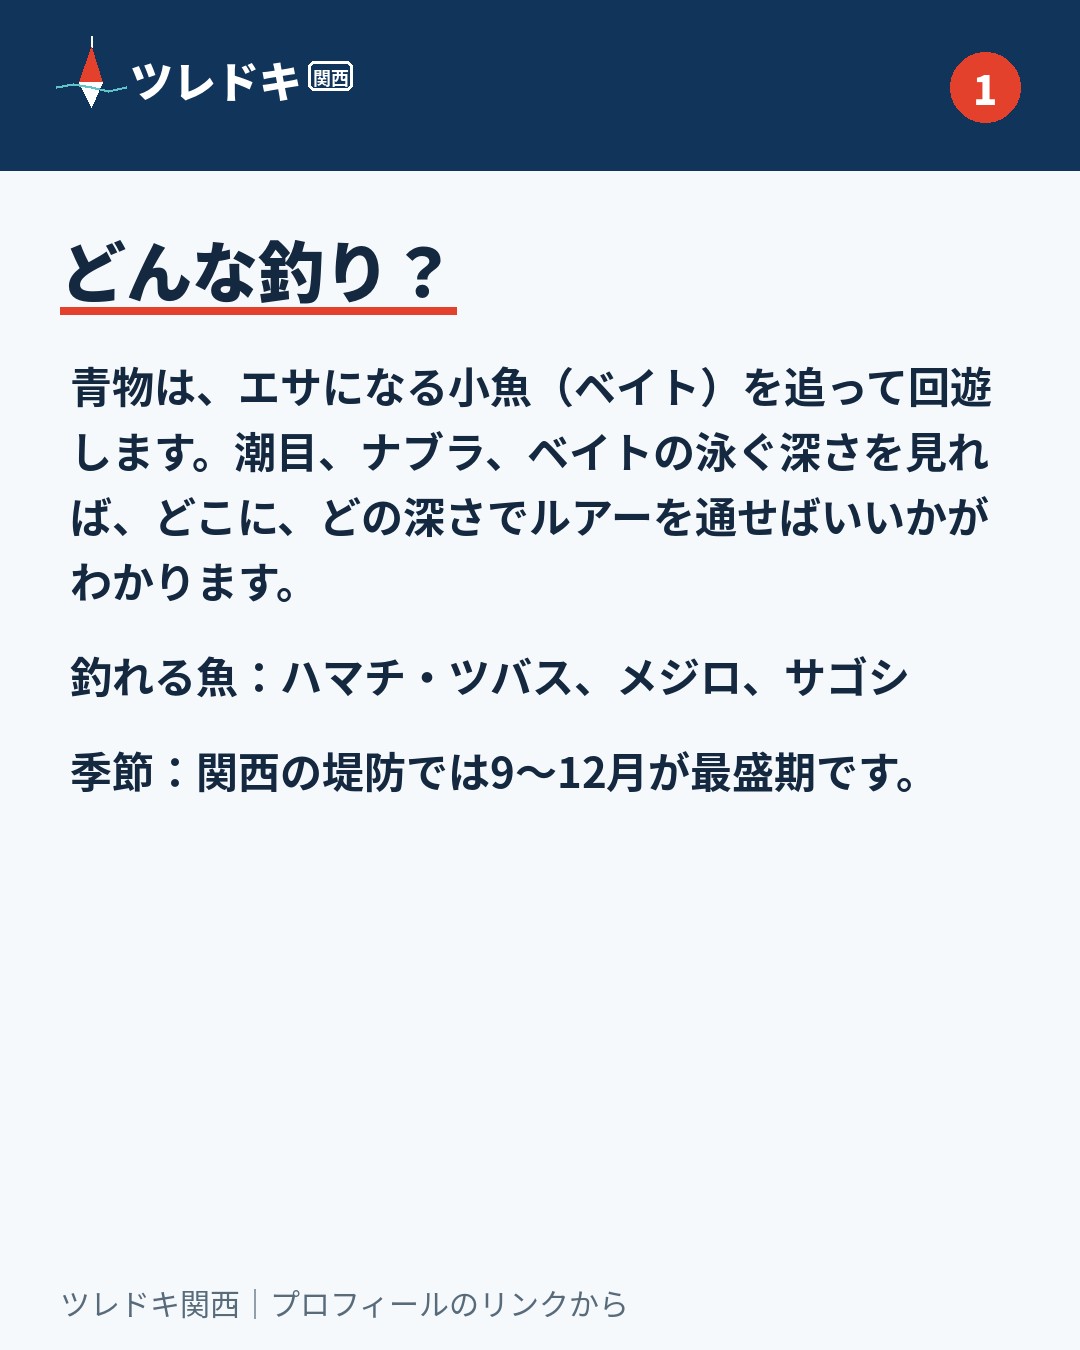 ツレドキ 関西
1
どんな釣り？
青物は、エサになる小魚（ベイト）を追って回遊
します。潮目、ナブラ、ベイトの泳ぐ深さを見れ
ば、どこに、どの深さでルアーを通せばいいかが
わかります。
釣れる魚：ハマチ・ツバス、メジロ、サゴシ
季節：関西の堤防では9〜12月が最盛期です。
ツレドキ関西｜プロフィールのリンクから